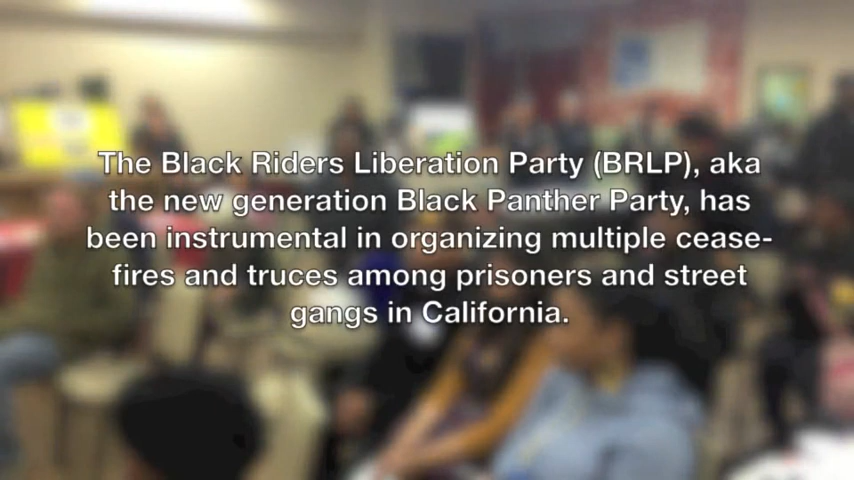 The Black Riders Liberation Party (BRLP), aka
the new generation Black Panther Party, has
been instrumental in organizing multiple cease-
fires and truces among prisoners and street
gangs in California.